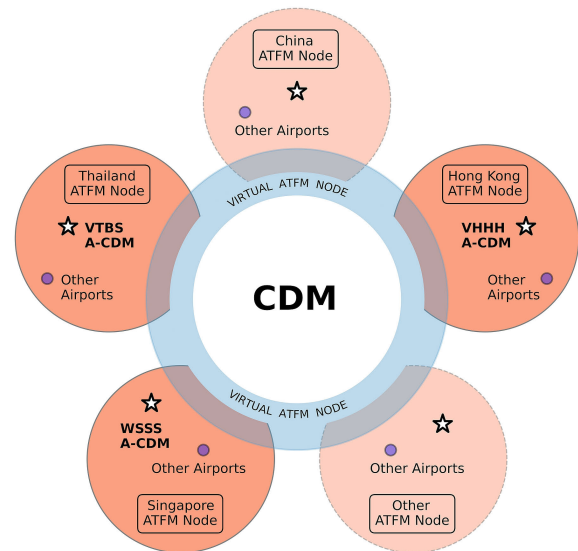 China
ATFM Node
Other Airports
VIRTUAL ATFM NODE
Thailand
ATFM Node
VTBS
A-CDM
Other
Airports
Hong Kong
ATFM Node
VHHH
A-CDM
Other
Airports
CDM
VIRTUAL ATFM NODE
WSSS
A-CDM
Other Airports
Singapore
ATFM Node
Other Airports
Other
ATFM Node